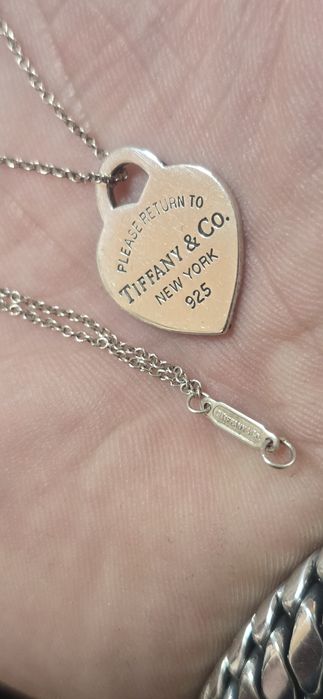 PLEASE RETURN TO
TIFFANY & CO.
NEW YORK
925